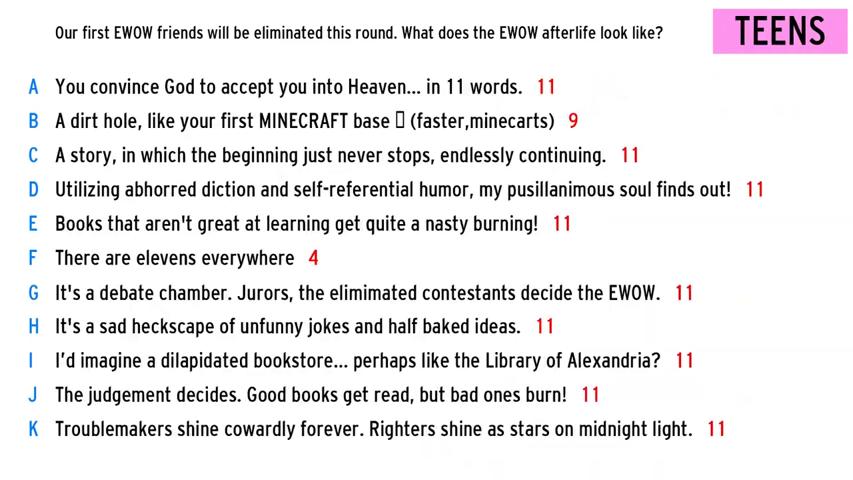 Our first EWOW friends will be eliminated this round. What does the EWOW afterlife look like?
TEENS
A You convince God to accept you into Heaven... in 11 words. 11
B A dirt hole, like your first MINECRAFT base ▯ (faster,minecarts) 9
C A story, in which the beginning just never stops, endlessly continuing. 11
D Utilizing abhorred diction and self-referential humor, my pusillanimous soul finds out! 11
E Books that aren't great at learning get quite a nasty burning! 11
F There are elevens everywhere 4
G It's a debate chamber. Jurors, the elimimated contestants decide the EWOW. 11
H It's a sad heckscape of unfunny jokes and half baked ideas. 11
I I’d imagine a dilapidated bookstore... perhaps like the Library of Alexandria? 11
J The judgement decides. Good books get read, but bad ones burn! 11
K Troublemakers shine cowardly forever. Righters shine as stars on midnight light. 11